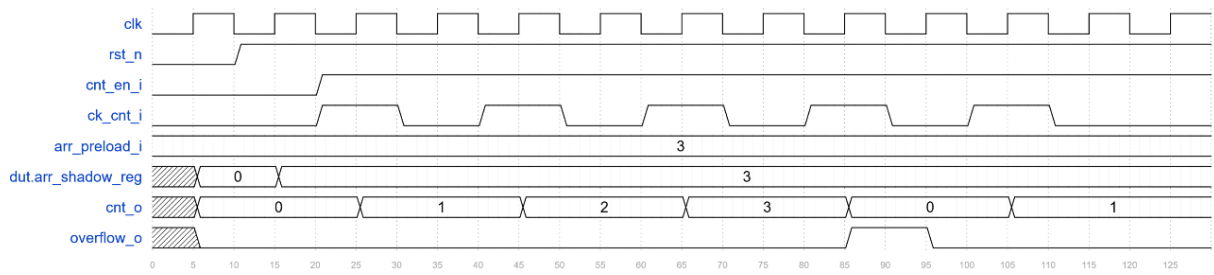 clk
rst_n
cnt_en_i
ck_cnt_i
arr_preload_i 3
dut.arr_shadow_reg 0 3
cnt_o 0 1 2 3 0 1
overflow_o
0 5 10 15 20 25 30 35 40 45 50 55 60 65 70 75 80 85 90 95 100 105 110 115 120 125